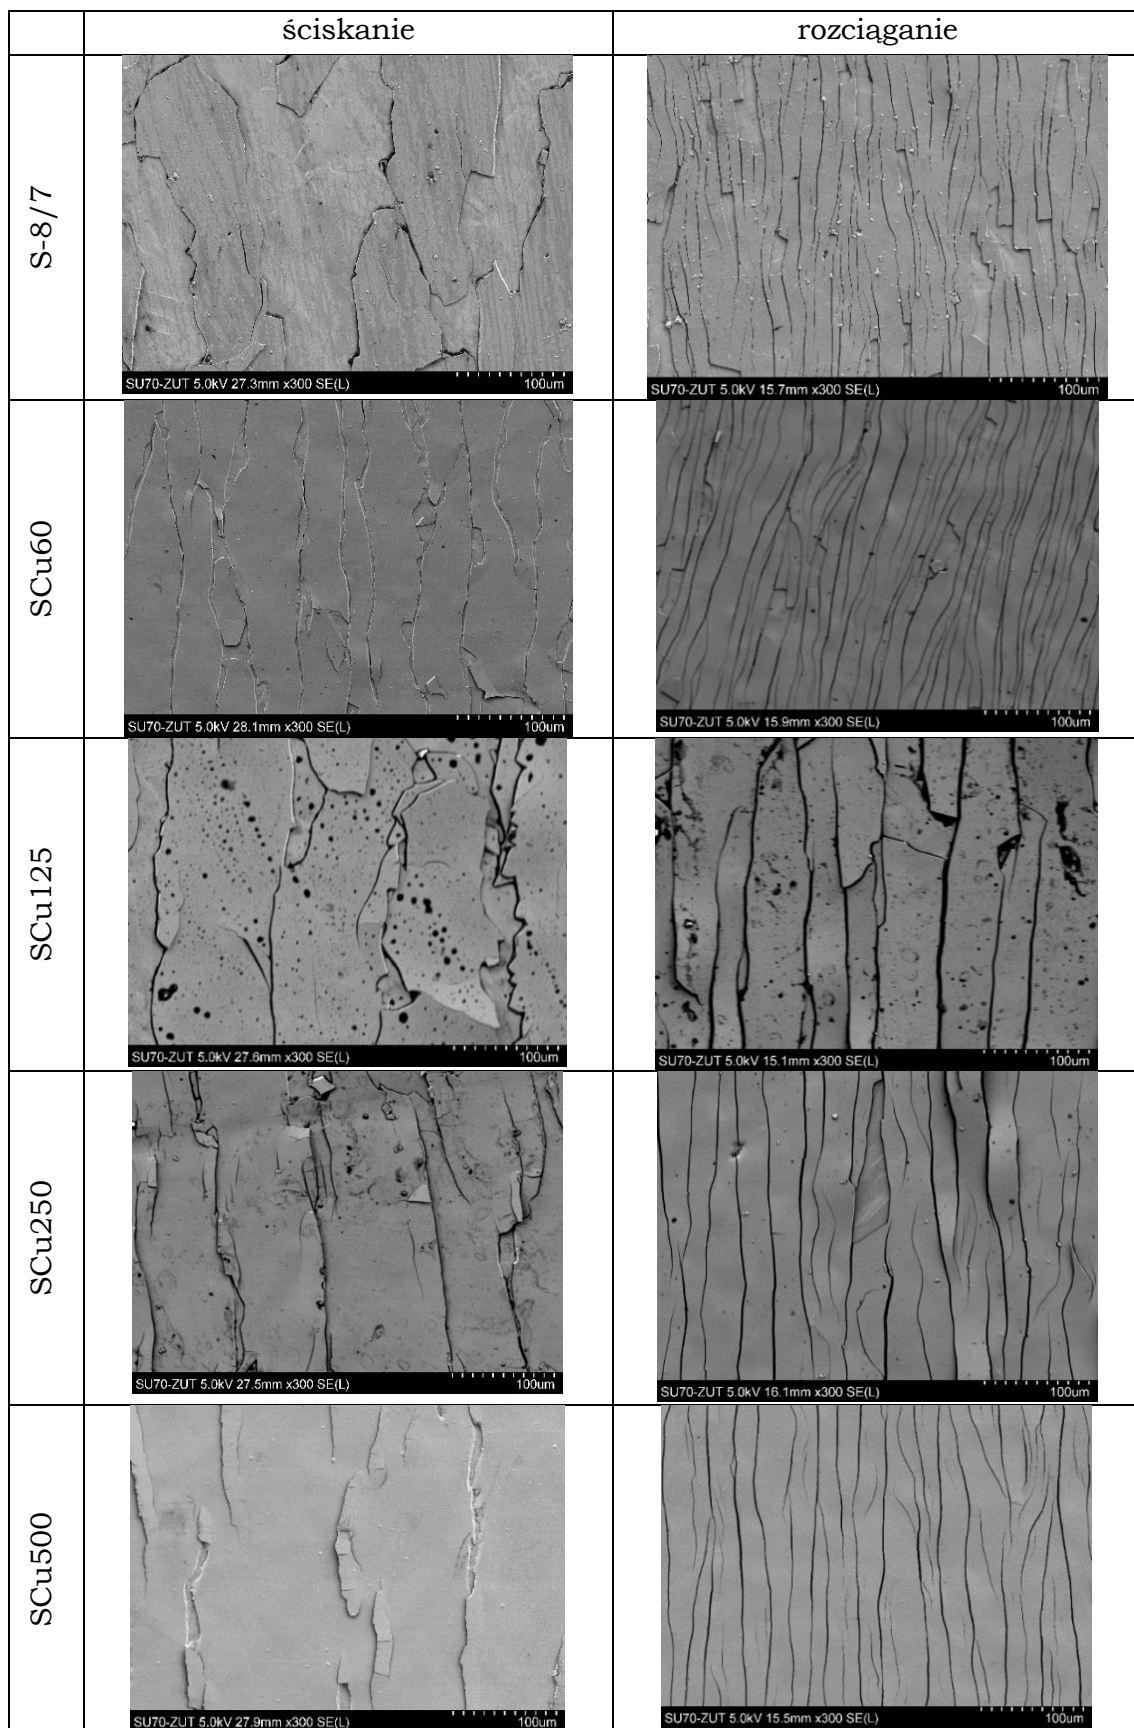 ściskanie
rozciąganie
S-8/7
SU70-ZUT 5.0kV 27.3mm x300 SE(L) 100um
SU70-ZUT 5.0kV 15.7mm x300 SE(L) 100um
SCu60
SU70-ZUT 5.0kV 28.1mm x300 SE(L) 100um
SU70-ZUT 5.0kV 15.9mm x300 SE(L) 100um
SCu125
SU70-ZUT 5.0kV 27.6mm x300 SE(L) 100um
SU70-ZUT 5.0kV 15.1mm x300 SE(L) 100um
SCu250
SU70-ZUT 5.0kV 27.5mm x300 SE(L) 100um
SU70-ZUT 5.0kV 16.1mm x300 SE(L) 100um
SCu500
SU70-ZUT 5.0kV 27.9mm x300 SE(L) 100um
SU70-ZUT 5.0kV 15.5mm x300 SE(L) 100um